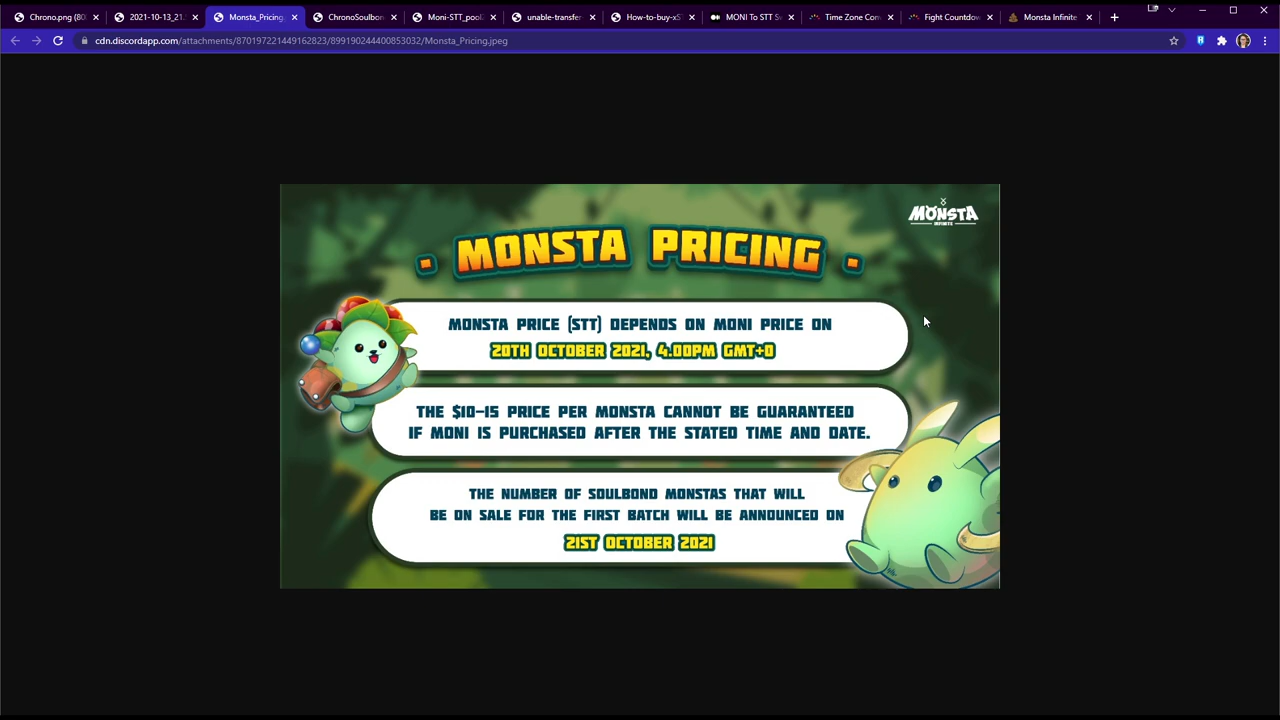 Chrono.png (80
2021-10-13_21.
Monsta_Pricing.
ChronoSoulbon
Moni-STT_pool
unable-transfer
How-to-buy-xS
MONI To STT S
Time Zone Con
Fight Countdow
Monsta Infinite
cdn.discordapp.com/attachments/870197221449162823/899190244400853032/Monsta_Pricing.jpeg
MONSTA
INFINITE
MONSTA PRICING
MONSTA PRICE (STT) DEPENDS ON MONI PRICE ON
20TH OCTOBER 2021, 4.00PM GMT+0
THE $10-15 PRICE PER MONSTA CANNOT BE GUARANTEED
IF MONI IS PURCHASED AFTER THE STATED TIME AND DATE.
THE NUMBER OF SOULBOND MONSTAS THAT WILL
BE ON SALE FOR THE FIRST BATCH WILL BE ANNOUNCED ON
21ST OCTOBER 2021